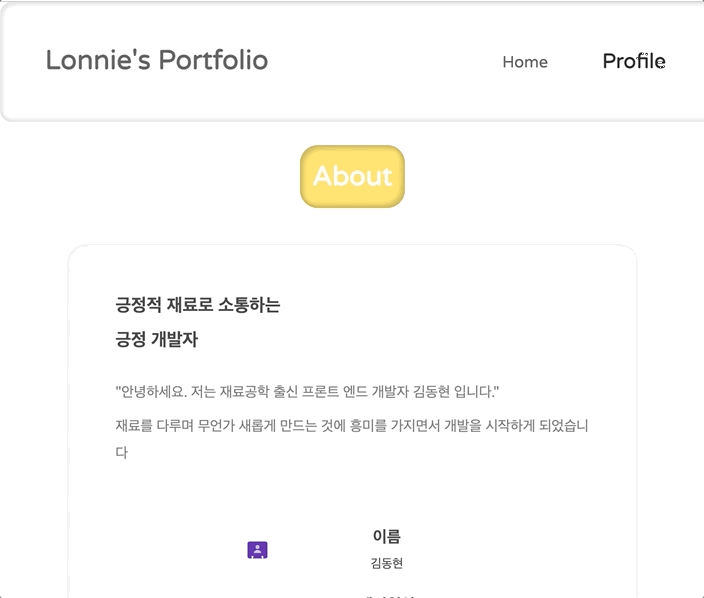 Lonnie's Portfolio
Home
Profile
About
긍정적 재료로 소통하는
긍정 개발자
"안녕하세요. 저는 재료공학 출신 프론트 엔드 개발자 김동현 입니다."
재료를 다루며 무언가 새롭게 만드는 것에 흥미를 가지면서 개발을 시작하게 되었습니
다
이름
김동현